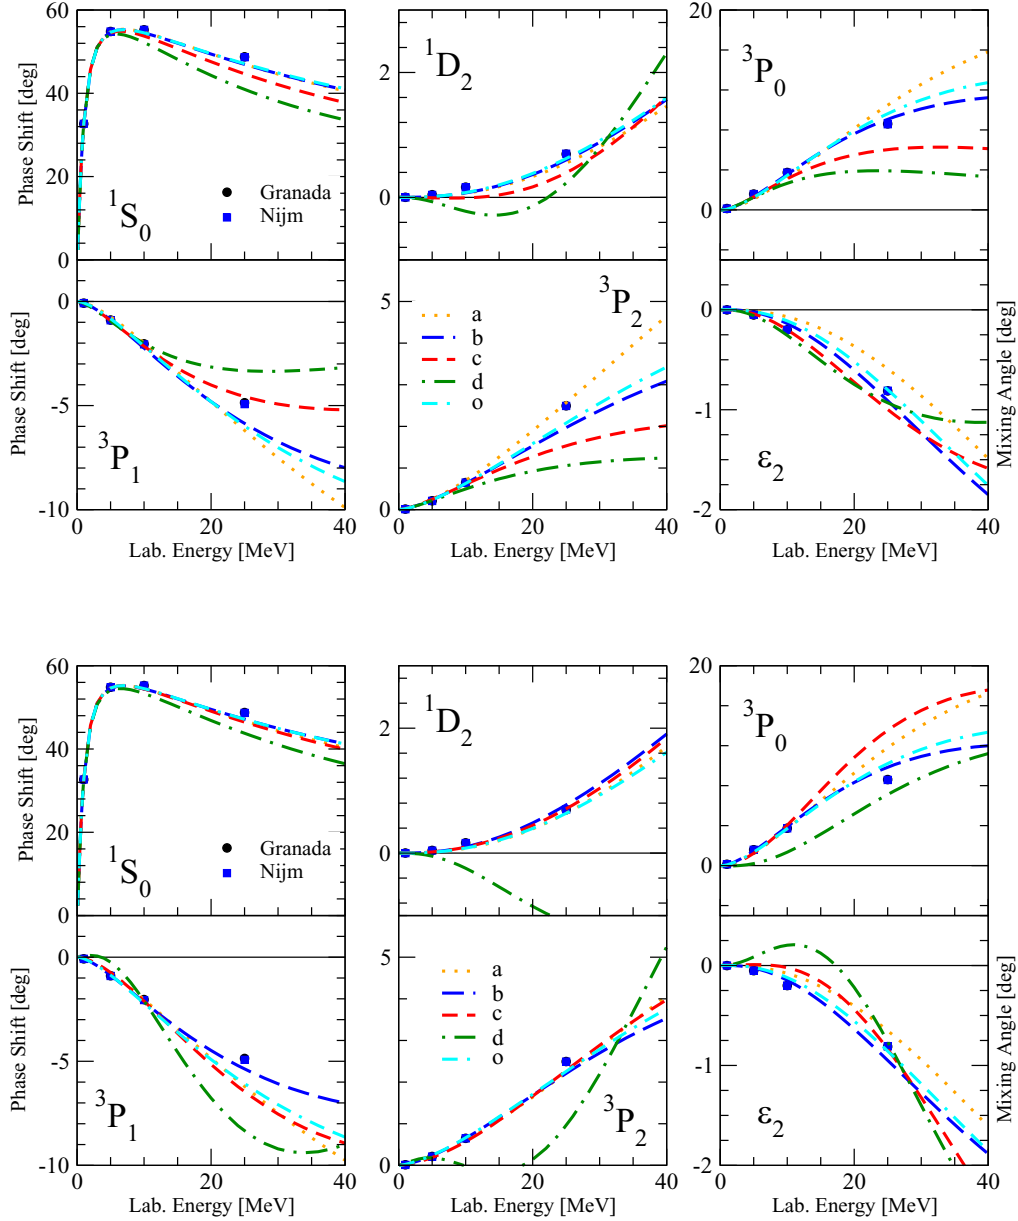 60
40
20
0
Phase Shift [deg]
¹S₀
Granada
Nijm
2
0
¹D₂
20
10
0
³P₀
0
-5
-10
Phase Shift [deg]
³P₁
0 20 40
Lab. Energy [MeV]
5
0
³P₂
a
b
c
d
o
0 20 40
Lab. Energy [MeV]
0
-1
-2
ε₂
Mixing Angle [deg]
0 20 40
Lab. Energy [MeV]
60
40
20
0
Phase Shift [deg]
¹S₀
Granada
Nijm
2
0
¹D₂
20
10
0
³P₀
0
-5
-10
Phase Shift [deg]
³P₁
0 20 40
Lab. Energy [MeV]
5
0
a
b
c
d
o
³P₂
0 20 40
Lab. Energy [MeV]
0
-1
-2
ε₂
Mixing Angle [deg]
0 20 40
Lab. Energy [MeV]